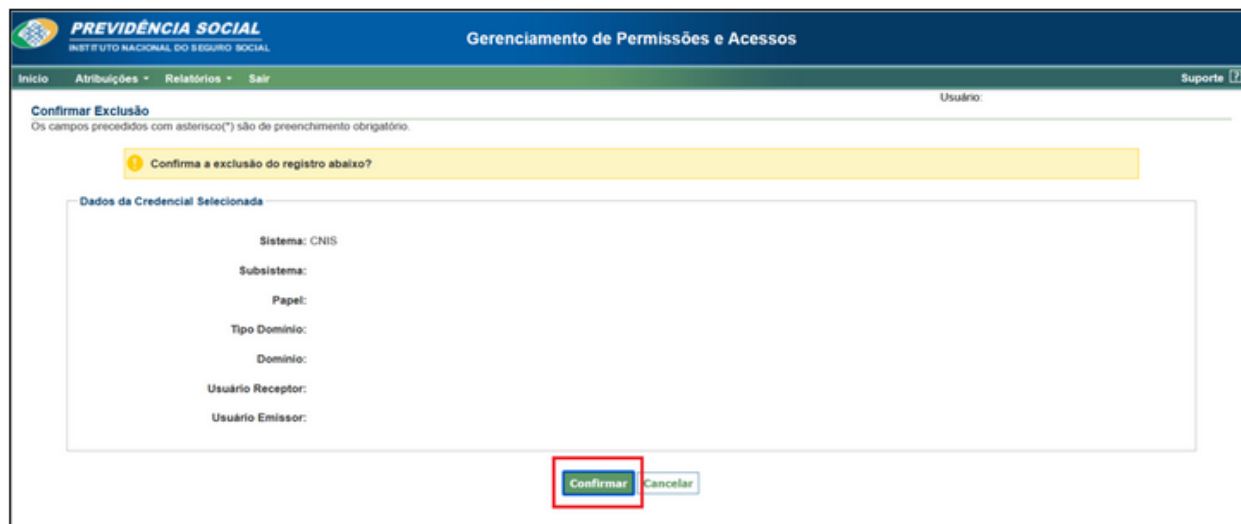 PREVIDÊNCIA SOCIAL
INSTITUTO NACIONAL DO SEGURO SOCIAL
Gerenciamento de Permissões e Acessos
Início Atribuições Relatórios Sair Suporte [?]
Usuário:
Confirmar Exclusão
Os campos precedidos com asterisco(*) são de preenchimento obrigatório.
Confirma a exclusão do registro abaixo?
Dados da Credencial Selecionada
Sistema: CNIS
Subsistema:
Papel:
Tipo Domínio:
Domínio:
Usuário Receptor:
Usuário Emissor:
Confirmar Cancelar